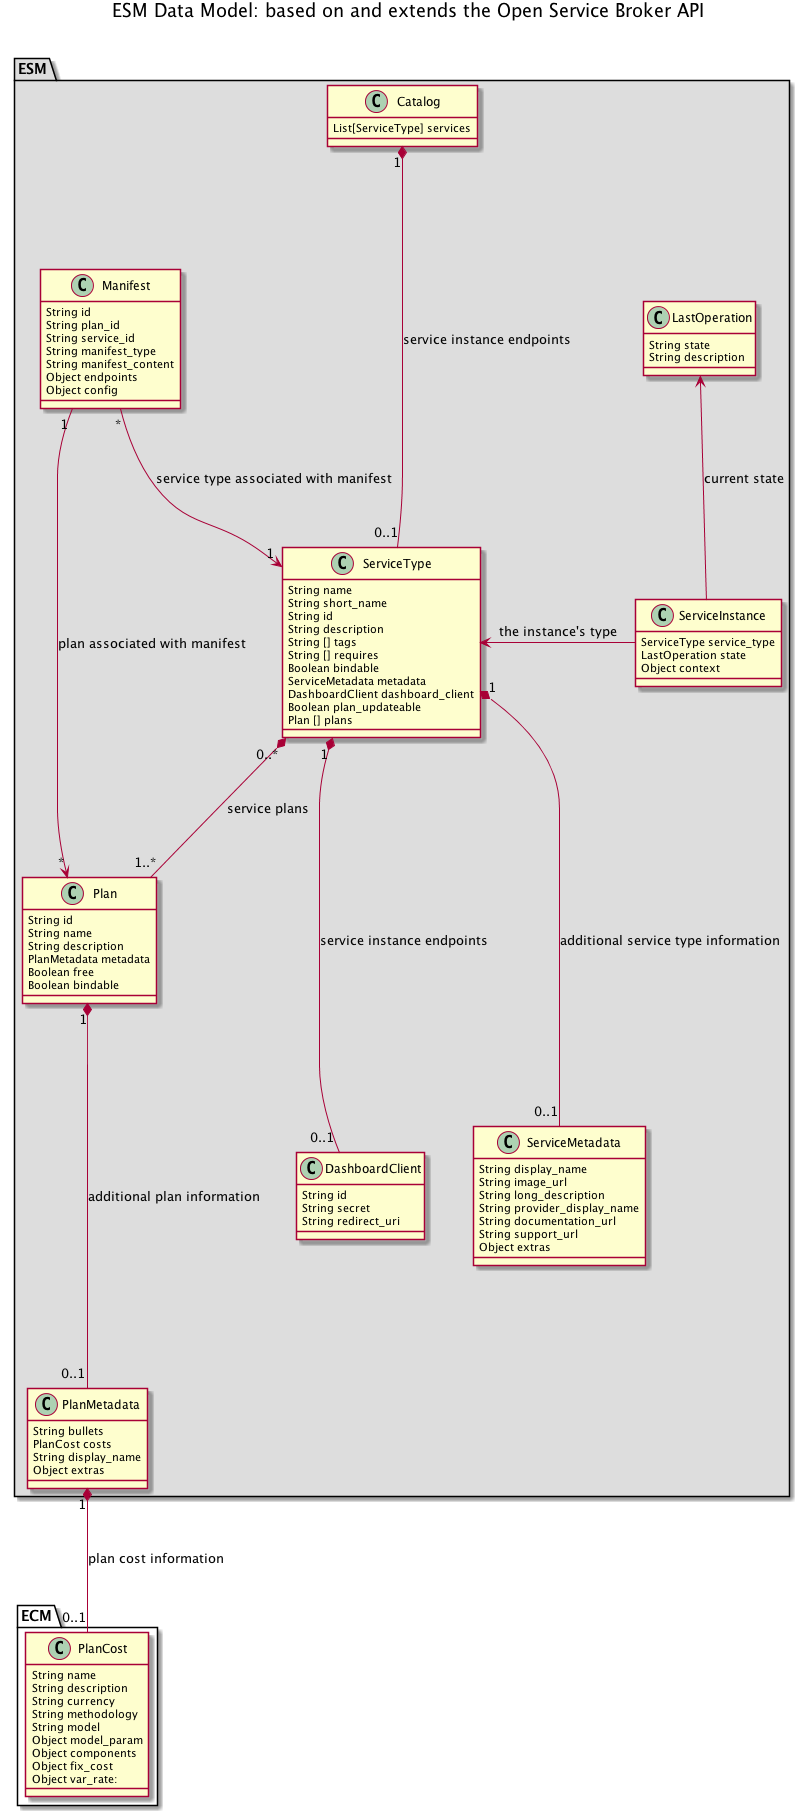 ESM Data Model: based on and extends the Open Service Broker API
ESM
C Catalog
List[ServiceType] services
1
service instance endpoints
0..1
C Manifest
String id
String plan_id
String service_id
String manifest_type
String manifest_content
Object endpoints
Object config
1
*
service type associated with manifest
1
plan associated with manifest
*
C LastOperation
String state
String description
current state
C ServiceInstance
ServiceType service_type
LastOperation state
Object context
the instance's type
C ServiceType
String name
String short_name
String id
String description
String [] tags
String [] requires
Boolean bindable
ServiceMetadata metadata
DashboardClient dashboard_client
Boolean plan_updateable
Plan [] plans
0..*
service plans
1..*
1
service instance endpoints
0..1
1
additional service type information
0..1
C Plan
String id
String name
String description
PlanMetadata metadata
Boolean free
Boolean bindable
1
additional plan information
0..1
C DashboardClient
String id
String secret
String redirect_uri
C ServiceMetadata
String display_name
String image_url
String long_description
String provider_display_name
String documentation_url
String support_url
Object extras
C PlanMetadata
String bullets
PlanCost costs
String display_name
Object extras
1
plan cost information
0..1
ECM
C PlanCost
String name
String description
String currency
String methodology
String model
Object model_param
Object components
Object fix_cost
Object var_rate: